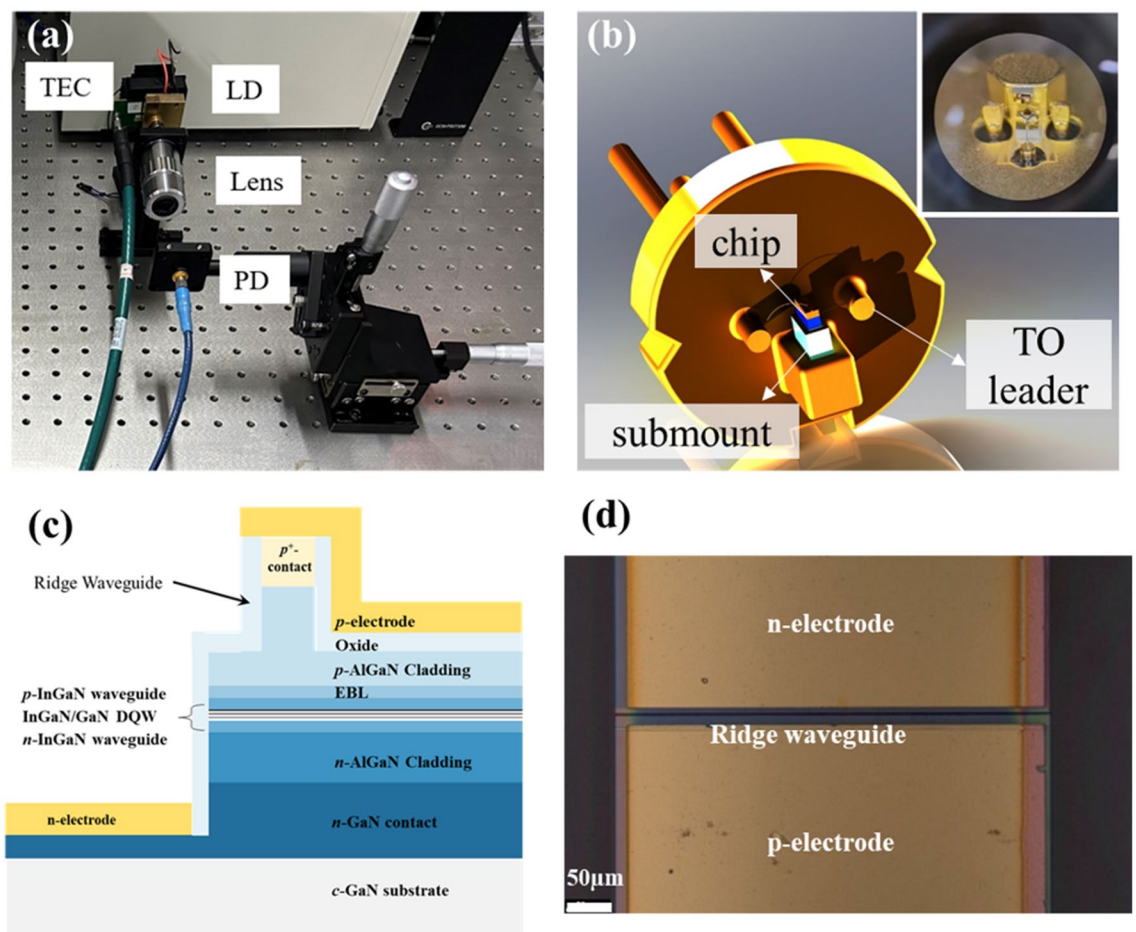 (a)
TEC
LD
Lens
PD
(b)
chip
TO
leader
submount
(c)
p⁺-
contact
Ridge Waveguide
p-electrode
Oxide
p-AlGaN Cladding
EBL
p-InGaN waveguide
InGaN/GaN DQW
n-InGaN waveguide
n-AlGaN Cladding
n-electrode
n-GaN contact
c-GaN substrate
(d)
n-electrode
Ridge waveguide
p-electrode
50μm